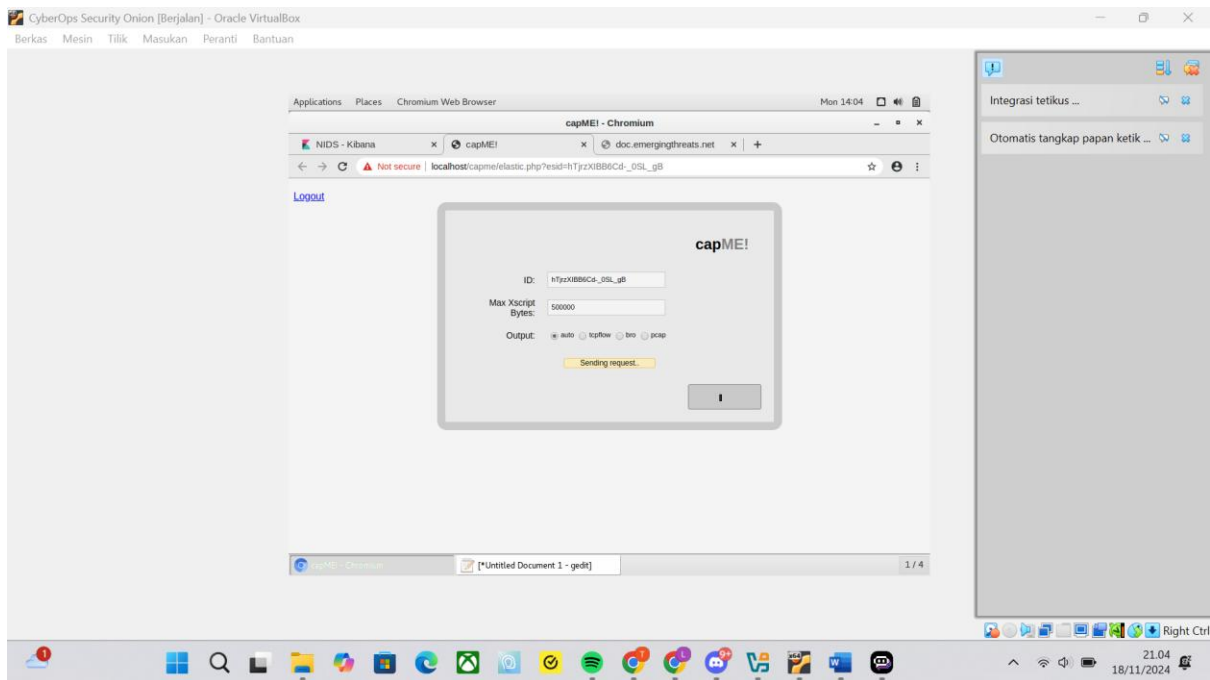 CyberOps Security Onion [Berjalan] - Oracle VirtualBox
Berkas Mesin Tilik Masukan Peranti Bantuan
Applications Places Chromium Web Browser Mon 14:04
capME! - Chromium
NIDS - Kibana capME! doc.emergingthreats.net
Not secure localhost/capme/elastic.php?esid=hTjrzXIBB6Cd-_0SL_gB
Logout
capME!
ID: hTjrzXIBB6Cd-_0SL_gB
Max Xscript
Bytes: 500000
Output: auto tcpflow bro pcap
Sending request..
capME! - Chromium [*Untitled Document 1 - gedit] 1 / 4
Integrasi tetikus ...
Otomatis tangkap papan ketik ...
Right Ctrl
1
9+
21.04
18/11/2024